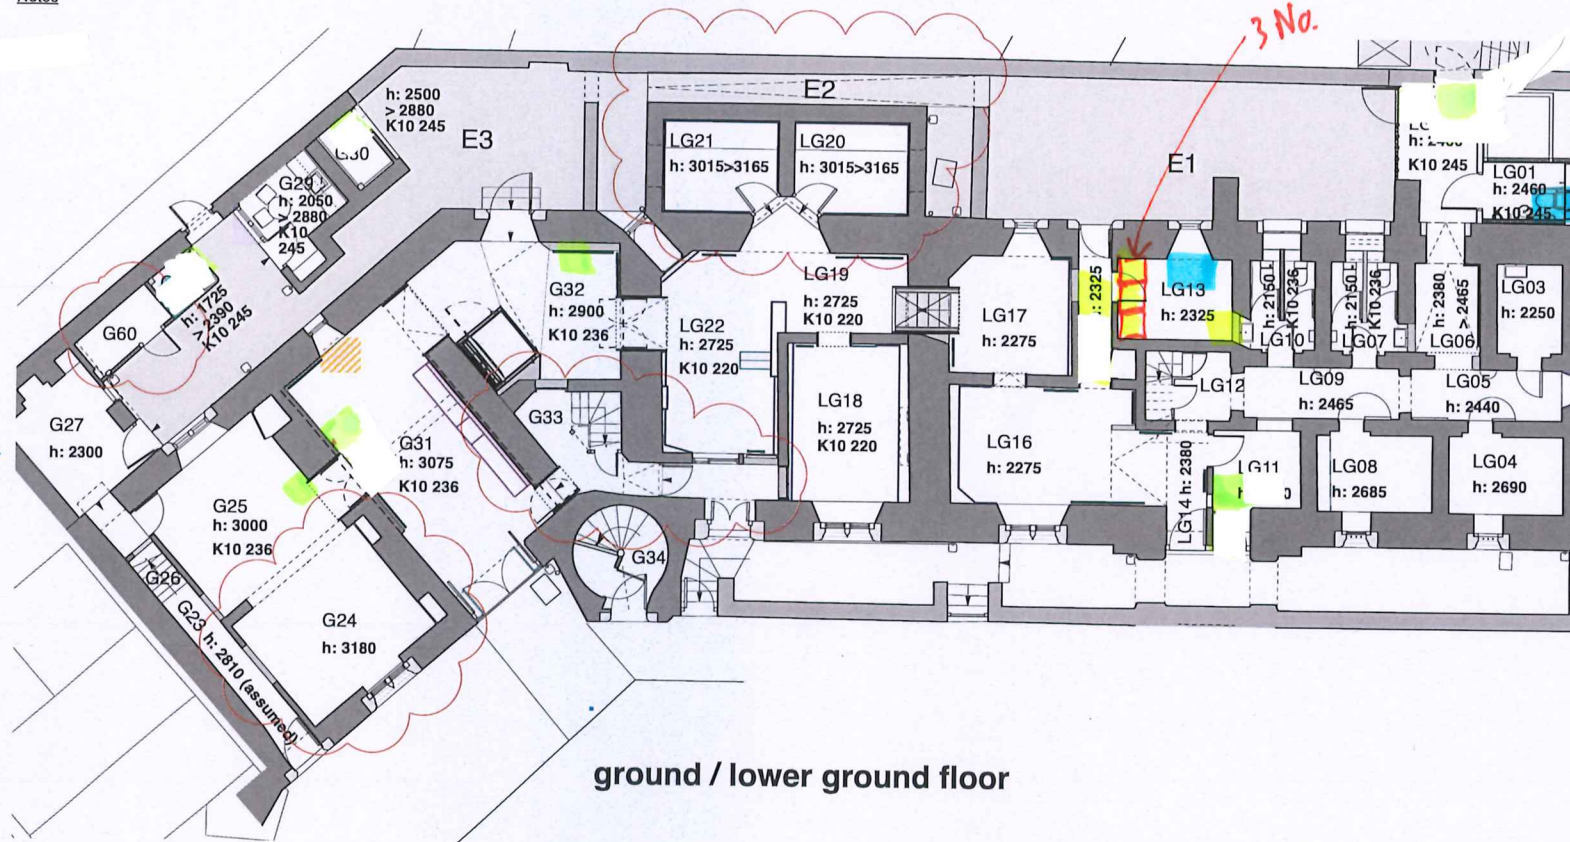 Notes
3 No.
h: 2500
> 2880
K10 245
E3
E2
E1
LG21
h: 3015>3165
LG20
h: 3015>3165
K10 245
LG01
h: 2460
K10 245
G29
h: 2050
> 2880
K10
245
h: 1725
> 2390
K10 245
G60
G27
h: 2300
G32
h: 2900
K10 236
LG19
h: 2725
K10 220
LG22
h: 2725
K10 220
LG17
h: 2275
: 2325
LG13
h: 2325
h: 2150
K10 236
LG10
h: 2150
K10 236
LG07
h: 2380
> 2465
LG06
LG03
h: 2250
G31
h: 3075
K10 236
G33
LG18
h: 2725
K10 220
LG16
h: 2275
LG12
LG09
h: 2465
LG05
h: 2440
LG14 h: 2380
LG11
LG08
h: 2685
LG04
h: 2690
G25
h: 3000
K10 236
G34
G26
G23 h: 2810 (assumed)
G24
h: 3180
ground / lower ground floor